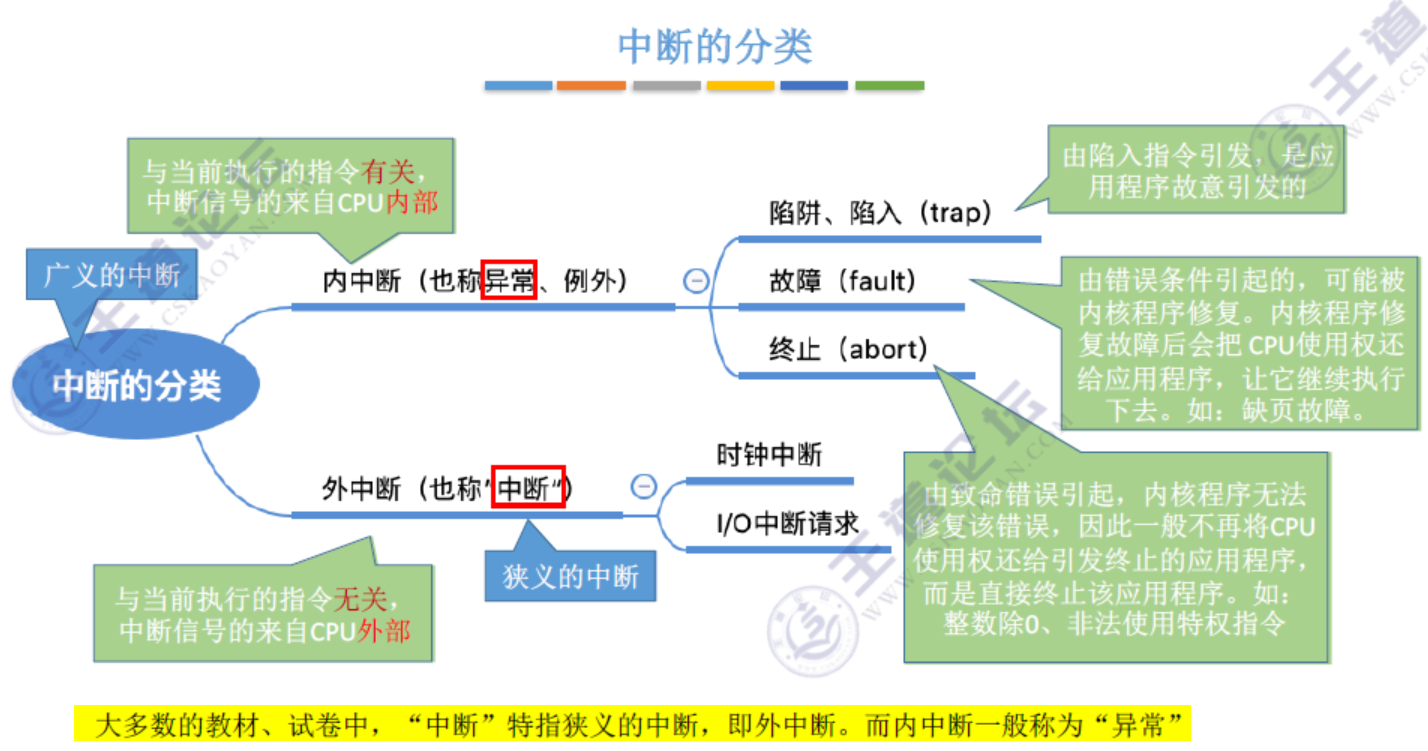 中断的分类
与当前执行的指令有关，
中断信号的来自CPU内部
广义的中断
中断的分类
内中断（也称异常、例外）
陷阱、陷入（trap）
由陷入指令引发，是应
用程序故意引发的
故障（fault）
由错误条件引起的，可能被
内核程序修复。内核程序修
复故障后会把 CPU使用权还
给应用程序，让它继续执行
下去。如：缺页故障。
终止（abort）
由致命错误引起，内核程序无法
修复该错误，因此一般不再将CPU
使用权还给引发终止的应用程序，
而是直接终止该应用程序。如：
整数除0、非法使用特权指令
外中断（也称“中断”）
时钟中断
I/O中断请求
狭义的中断
与当前执行的指令无关，
中断信号的来自CPU外部
大多数的教材、试卷中，“中断”特指狭义的中断，即外中断。而内中断一般称为“异常”
王道论坛
WWW.CSKAOYAN.COM